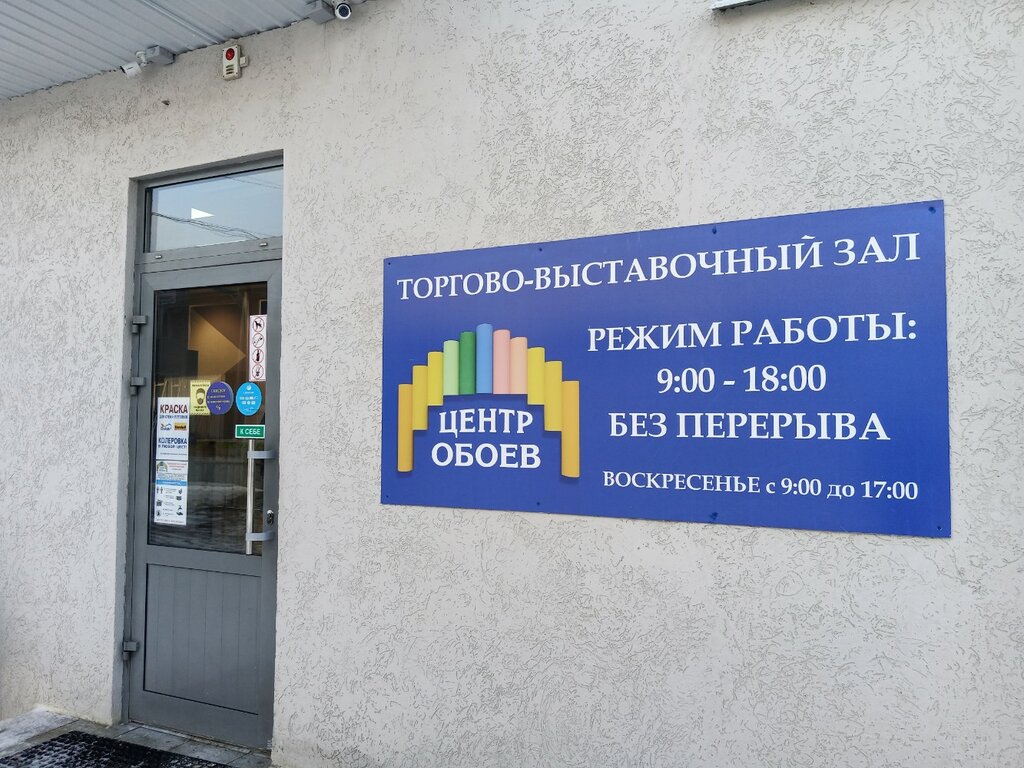 ТОРГОВО-ВЫСТАВОЧНЫЙ ЗАЛ
ЦЕНТР
ОБОЕВ
РЕЖИМ РАБОТЫ:
9:00 - 18:00
БЕЗ ПЕРЕРЫВА
ВОСКРЕСЕНЬЕ с 9:00 до 17:00
КРАСКА
КОЛЕРОВКА
К СЕБЕ